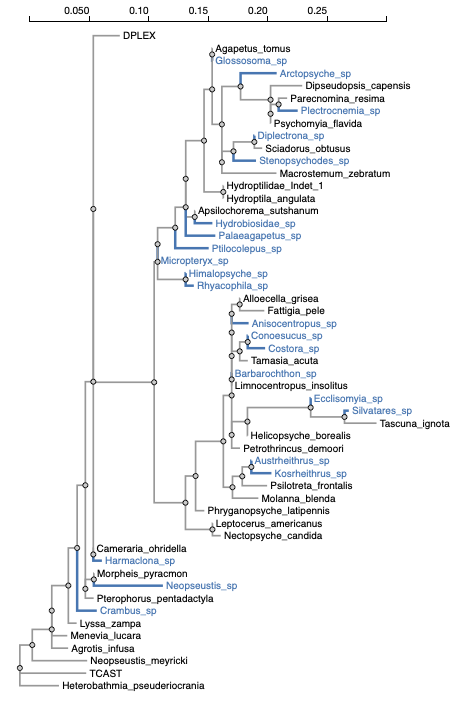 0.050 0.10 0.15 0.20 0.25
DPLEX
Agapetus_tomus
Glossosoma_sp
Arctopsyche_sp
Dipseudopsis_capensis
Parecnomina_resima
Plectrocnemia_sp
Psychomyia_flavida
Diplectrona_sp
Sciadorus_obtusus
Stenopsychodes_sp
Macrostemum_zebratum
Hydroptilidae_Indet_1
Hydroptila_angulata
Apsilochorema_sutshanum
Hydrobiosidae_sp
Palaeagapetus_sp
Ptilocolepus_sp
Micropteryx_sp
Himalopsyche_sp
Rhyacophila_sp
Alloecella_grisea
Fattigia_pele
Anisocentropus_sp
Conoesucus_sp
Costora_sp
Tamasia_acuta
Barbarochthon_sp
Limnocentropus_insolitus
Ecclisomyia_sp
Silvatares_sp
Tascuna_ignota
Helicopsyche_borealis
Petrothrincus_demoori
Austrheithrus_sp
Kosrheithrus_sp
Psilotreta_frontalis
Molanna_blenda
Phryganopsyche_latipennis
Leptocerus_americanus
Nectopsyche_candida
Cameraria_ohridella
Harmaclona_sp
Morpheis_pyracmon
Neopseustis_sp
Pterophorus_pentadactyla
Crambus_sp
Lyssa_zampa
Menevia_lucara
Agrotis_infusa
Neopseustis_meyricki
TCAST
Heterobathmia_pseuderiocrania